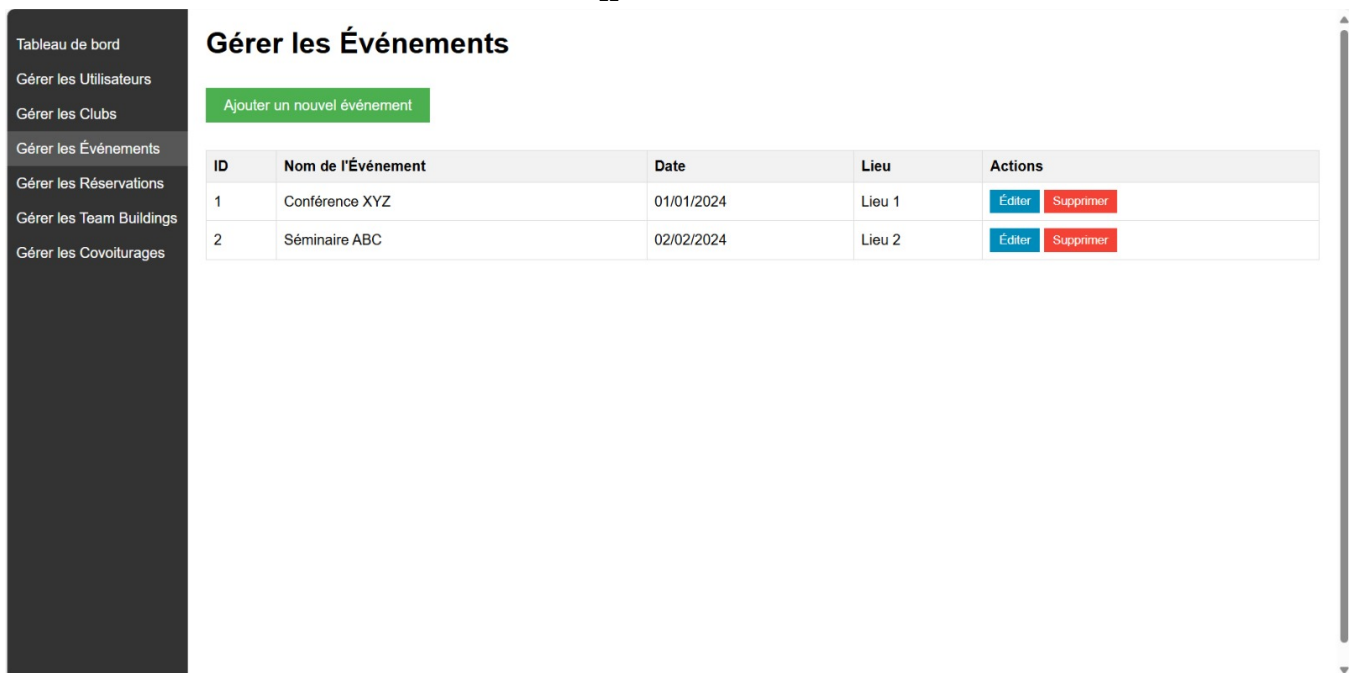 Tableau de bord
Gérer les Utilisateurs
Gérer les Clubs
Gérer les Événements
Gérer les Réservations
Gérer les Team Buildings
Gérer les Covoiturages
Gérer les Événements
Ajouter un nouvel événement
ID Nom de l'Événement Date Lieu Actions
1 Conférence XYZ 01/01/2024 Lieu 1 Éditer Supprimer
2 Séminaire ABC 02/02/2024 Lieu 2 Éditer Supprimer